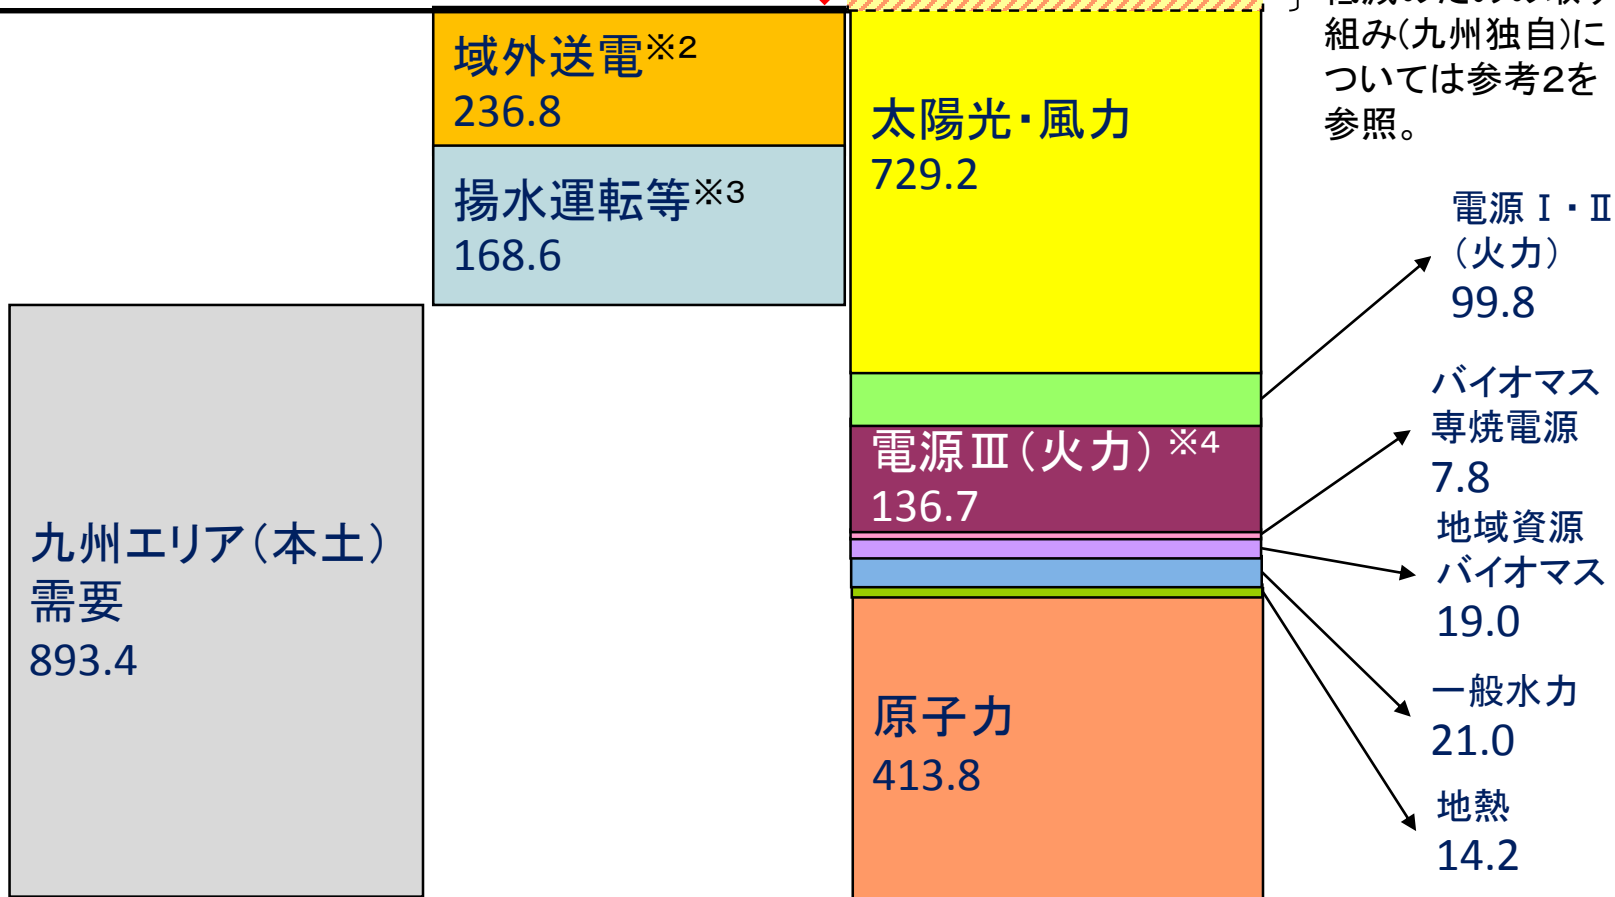 域外送電※2
236.8
揚水運転等※3
168.6
九州エリア（本土）
需要
893.4
太陽光・風力
729.2
電源Ⅲ（火力）※4
136.7
原子力
413.8
組み(九州独自)に
ついては参考2を
参照。
電源Ⅰ・Ⅱ
（火力）
99.8
バイオマス
専焼電源
7.8
地域資源
バイオマス
19.0
一般水力
21.0
地熱
14.2